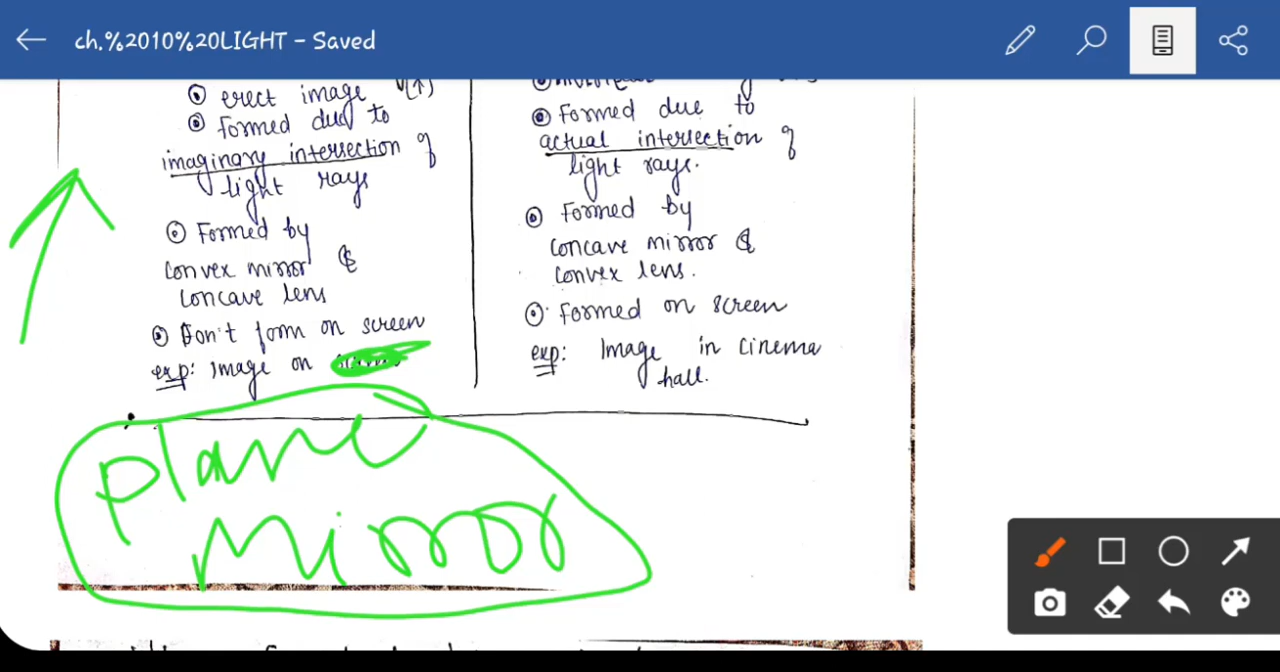 ch.%2010%20LIGHT – Saved
erect image
Formed due to
imaginary intersection of
light rays
Formed by
convex mirror &
concave lens
Don't form on screen
exp: Image on
Formed due to
actual intersection of
light rays.
Formed by
concave mirror &
convex lens.
Formed on screen
exp: Image in cinema
hall.
plane
mirror